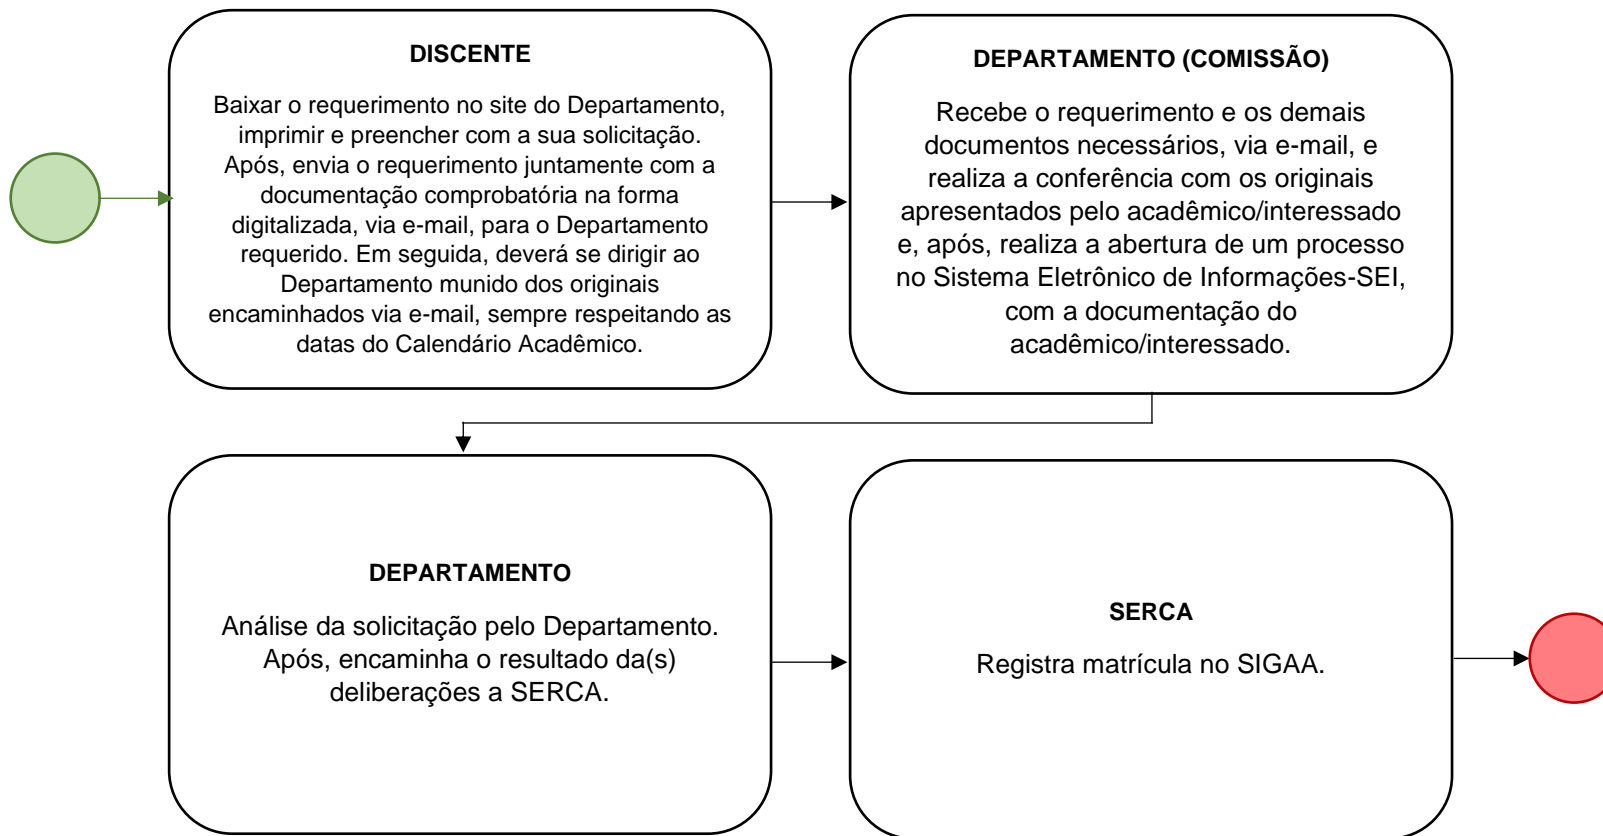 DISCENTE
Baixar o requerimento no site do Departamento,
imprimir e preencher com a sua solicitação.
Após, envia o requerimento juntamente com a
documentação comprobatória na forma
digitalizada, via e-mail, para o Departamento
requerido. Em seguida, deverá se dirigir ao
Departamento munido dos originais
encaminhados via e-mail, sempre respeitando as
datas do Calendário Acadêmico.
DEPARTAMENTO (COMISSÃO)
Recebe o requerimento e os demais
documentos necessários, via e-mail, e
realiza a conferência com os originais
apresentados pelo acadêmico/interessado
e, após, realiza a abertura de um processo
no Sistema Eletrônico de Informações-SEI,
com a documentação do
acadêmico/interessado.
DEPARTAMENTO
Análise da solicitação pelo Departamento.
Após, encaminha o resultado da(s)
deliberações a SERCA.
SERCA
Registra matrícula no SIGAA.